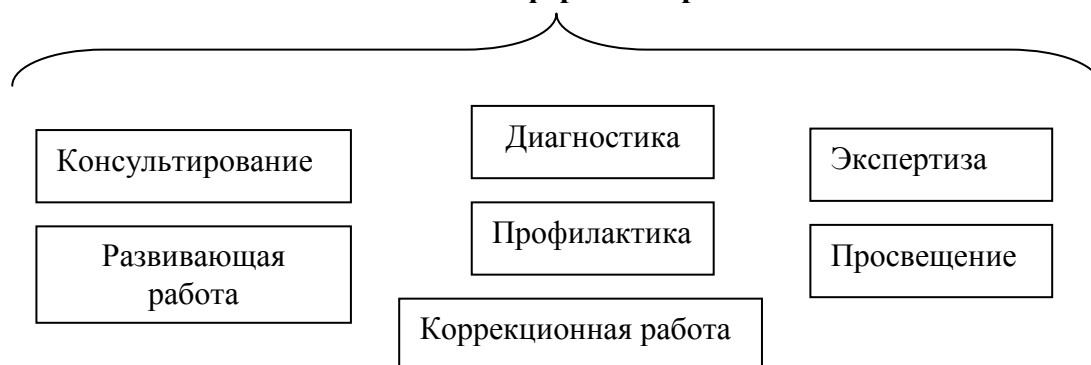 Диагностика
Консультирование
Экспертиза
Профилактика
Развивающая
работа
Просвещение
Коррекционная работа